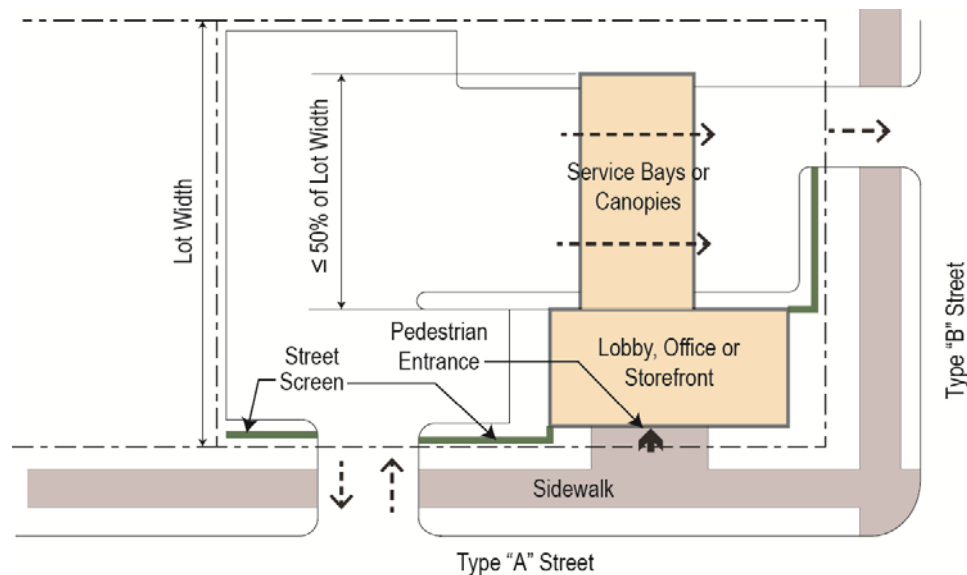 Lot Width
≤ 50% of Lot Width
Service Bays or
Canopies
Pedestrian
Entrance
Street
Screen
Lobby, Office or
Storefront
Sidewalk
Type "B" Street
Type "A" Street